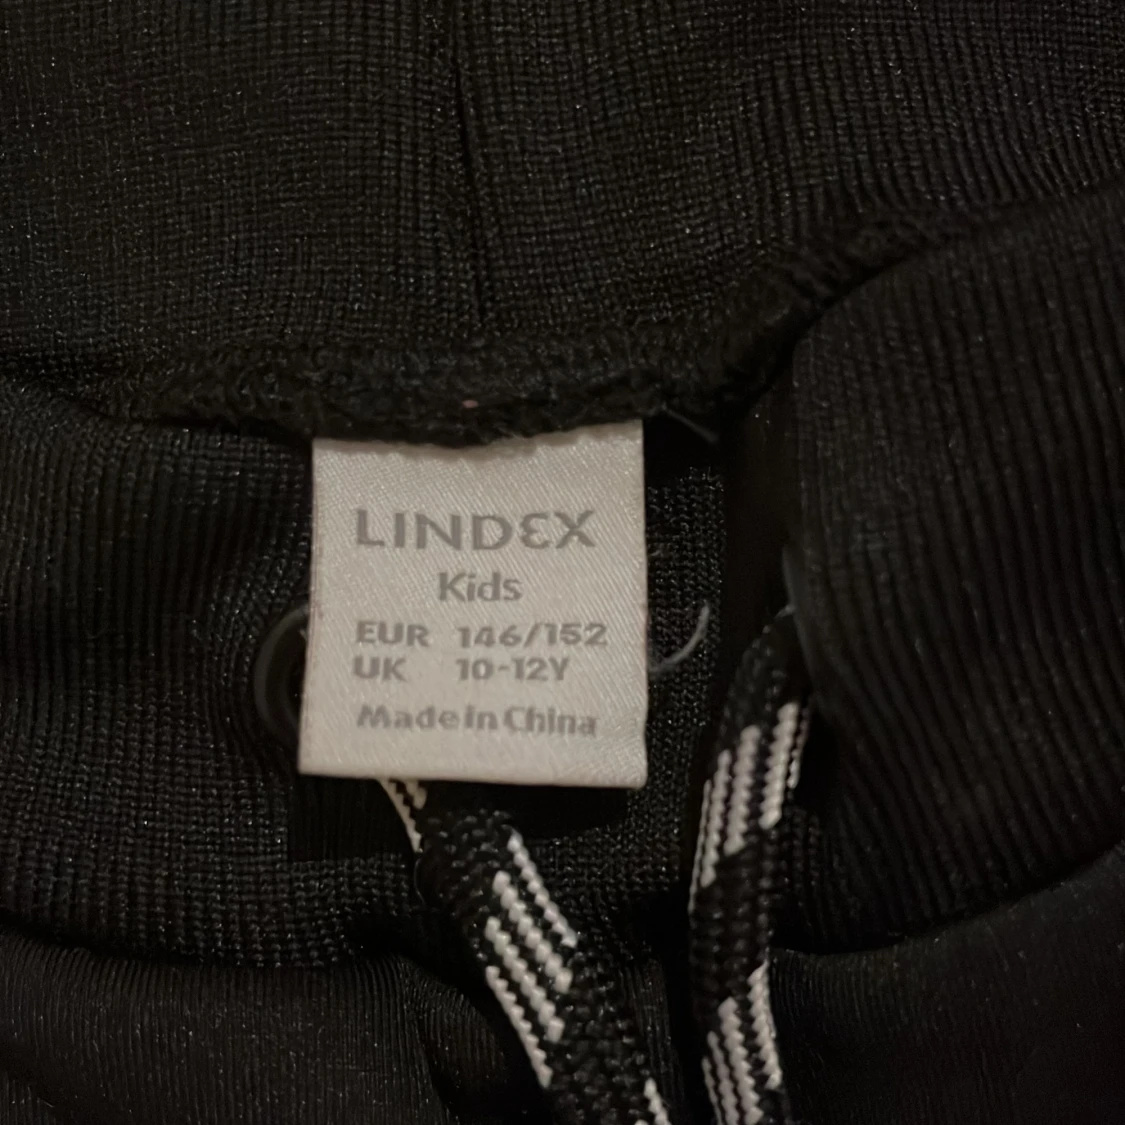 LINDEX
Kids
EUR 146/152
UK 10-12Y
Made in China